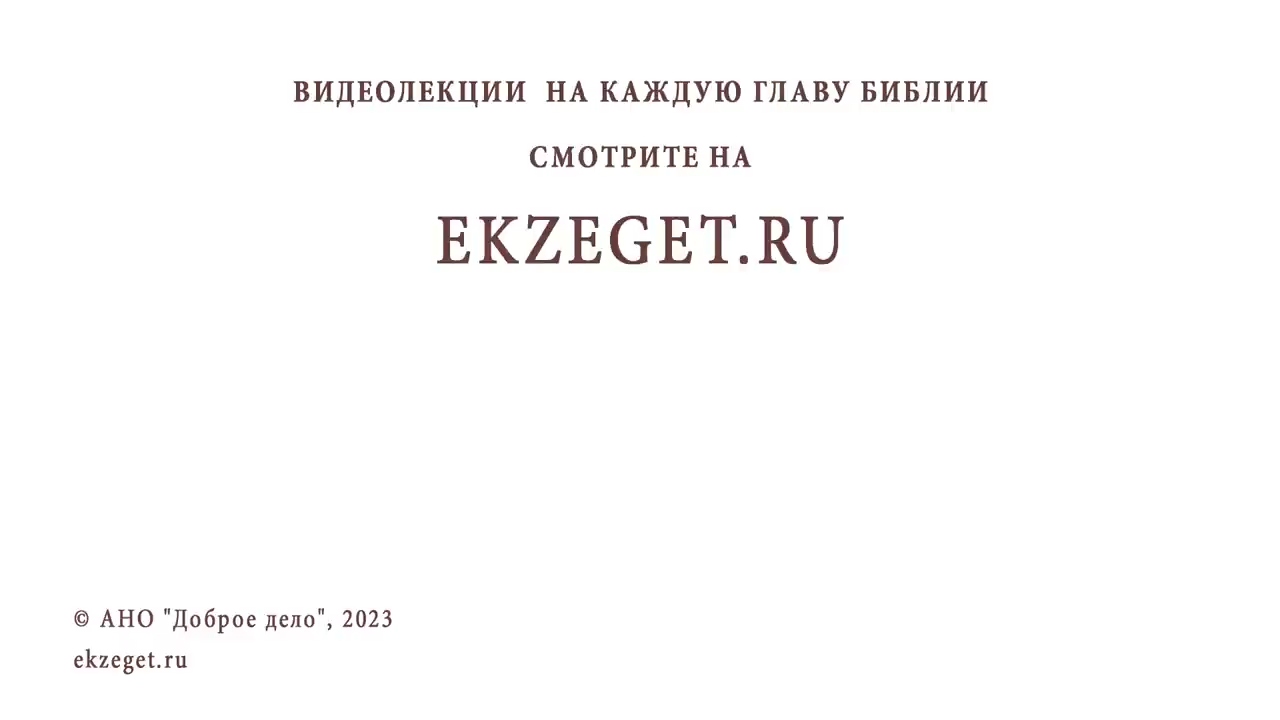 ВИДЕОЛЕКЦИИ НА КАЖДУЮ ГЛАВУ БИБЛИИ
СМОТРИТЕ НА
EKZEGET.RU
© АНО "Доброе дело", 2023
ekzeget.ru